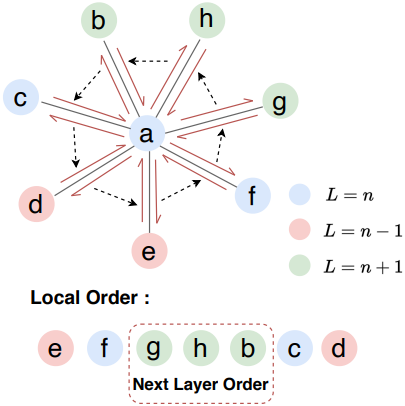 b
h
c
g
a
d
f
e
L = n
L = n − 1
L = n + 1
Local Order :
e f g h b c d
Next Layer Order